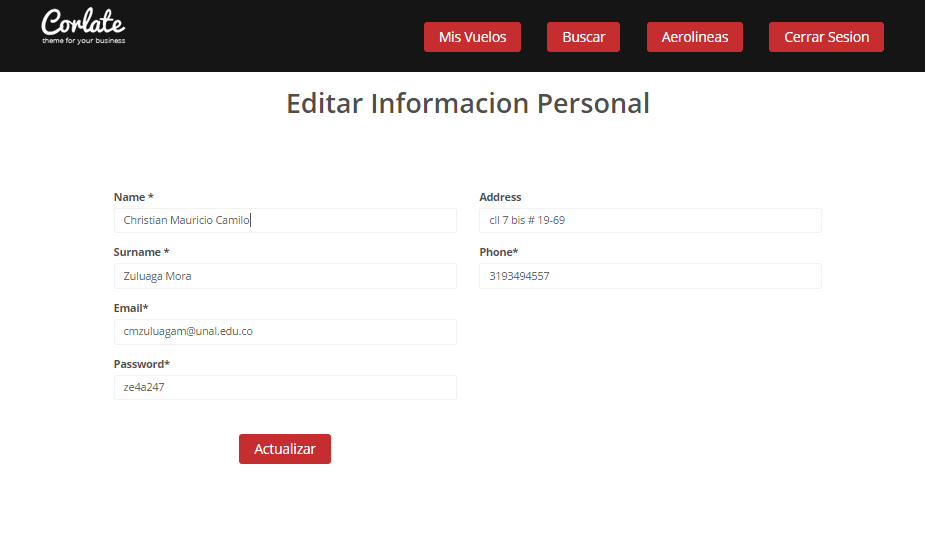 Corlate
theme for your business
Mis Vuelos
Buscar
Aerolineas
Cerrar Sesion
Editar Informacion Personal
Name *
Christian Mauricio Camilo
Surname *
Zuluaga Mora
Email*
cmzuluagam@unal.edu.co
Password*
ze4a247
Address
cll 7 bis # 19-69
Phone*
3193494557
Actualizar